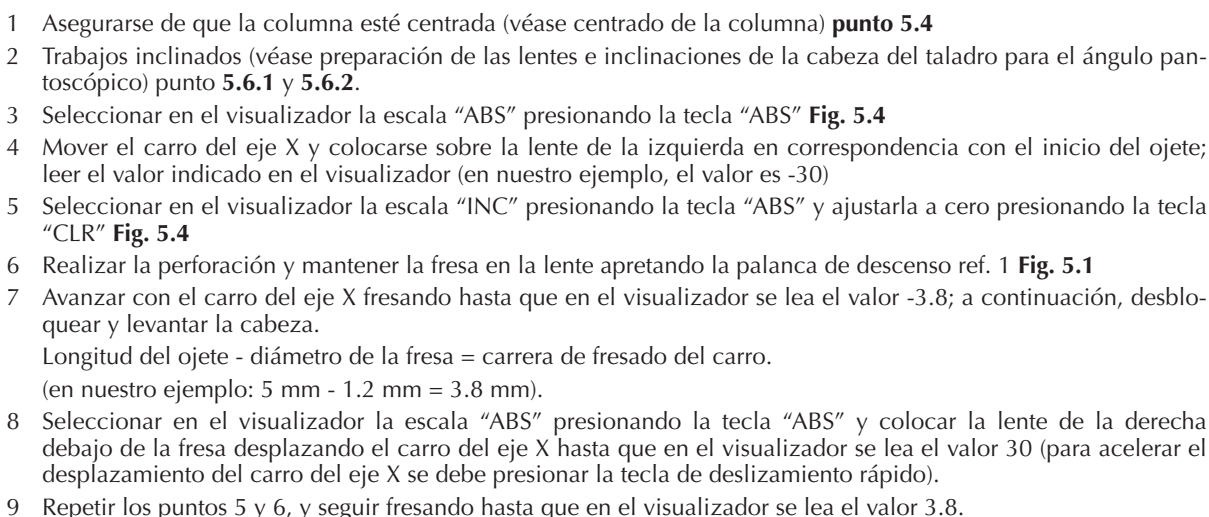 1 Asegurarse de que la columna esté centrada (véase centrado de la columna) punto 5.4
2 Trabajos inclinados (véase preparación de las lentes e inclinaciones de la cabeza del taladro para el ángulo pan-
toscópico) punto 5.6.1 y 5.6.2.
3 Seleccionar en el visualizador la escala “ABS” presionando la tecla “ABS” Fig. 5.4
4 Mover el carro del eje X y colocarse sobre la lente de la izquierda en correspondencia con el inicio del ojete;
leer el valor indicado en el visualizador (en nuestro ejemplo, el valor es -30)
5 Seleccionar en el visualizador la escala “INC” presionando la tecla “ABS” y ajustarla a cero presionando la tecla
“CLR” Fig. 5.4
6 Realizar la perforación y mantener la fresa en la lente apretando la palanca de descenso ref. 1 Fig. 5.1
7 Avanzar con el carro del eje X fresando hasta que en el visualizador se lea el valor -3.8; a continuación, desblo-
quear y levantar la cabeza.
Longitud del ojete - diámetro de la fresa = carrera de fresado del carro.
(en nuestro ejemplo: 5 mm - 1.2 mm = 3.8 mm).
8 Seleccionar en el visualizador la escala “ABS” presionando la tecla “ABS” y colocar la lente de la derecha
debajo de la fresa desplazando el carro del eje X hasta que en el visualizador se lea el valor 30 (para acelerar el
desplazamiento del carro del eje X se debe presionar la tecla de deslizamiento rápido).
9 Repetir los puntos 5 y 6, y seguir fresando hasta que en el visualizador se lea el valor 3.8.